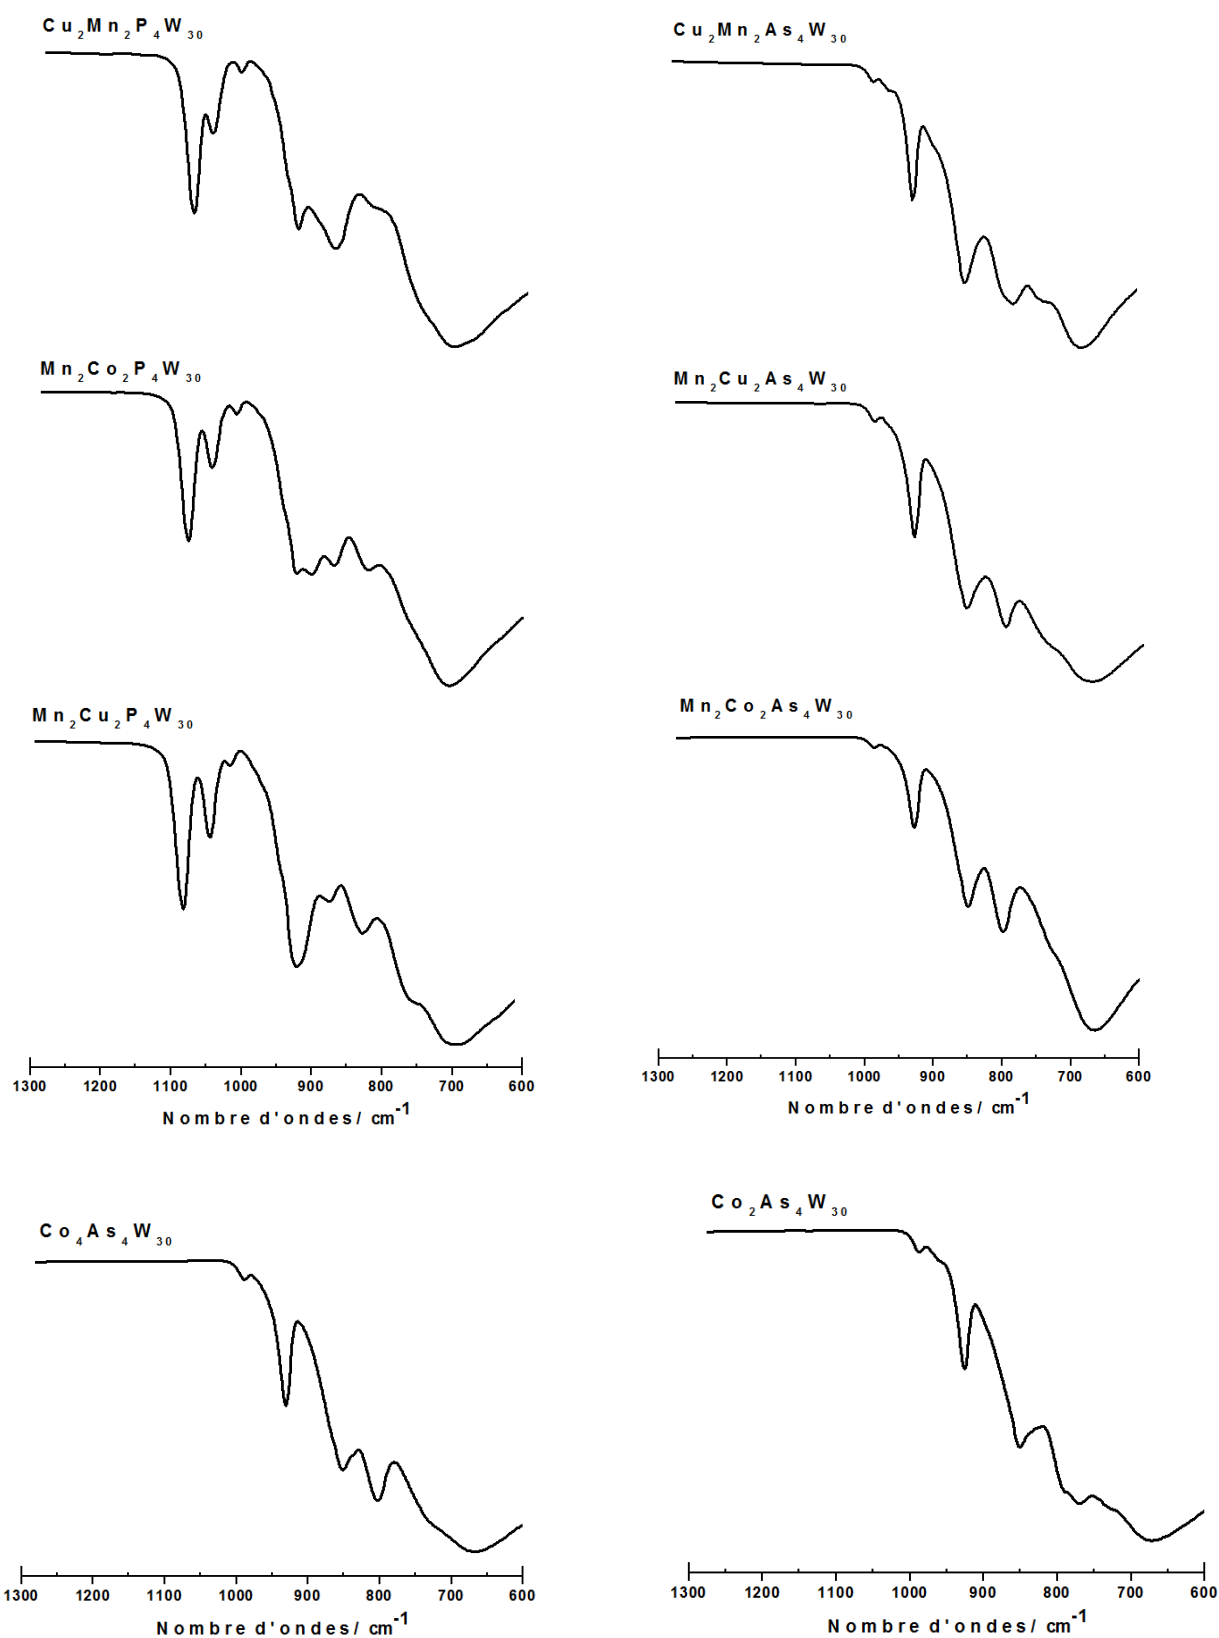 Cu₂Mn₂P₄W₃₀
Cu₂Mn₂As₄W₃₀
Mn₂Co₂P₄W₃₀
Mn₂Cu₂As₄W₃₀
Mn₂Cu₂P₄W₃₀
Mn₂Co₂As₄W₃₀
1300 1200 1100 1000 900 800 700 600
Nombre d'ondes/ cm⁻¹
1300 1200 1100 1000 900 800 700 600
Nombre d'ondes/ cm⁻¹
Co₄As₄W₃₀
Co₂As₄W₃₀
1300 1200 1100 1000 900 800 700 600
Nombre d'ondes/ cm⁻¹
1300 1200 1100 1000 900 800 700 600
Nombre d'ondes/ cm⁻¹